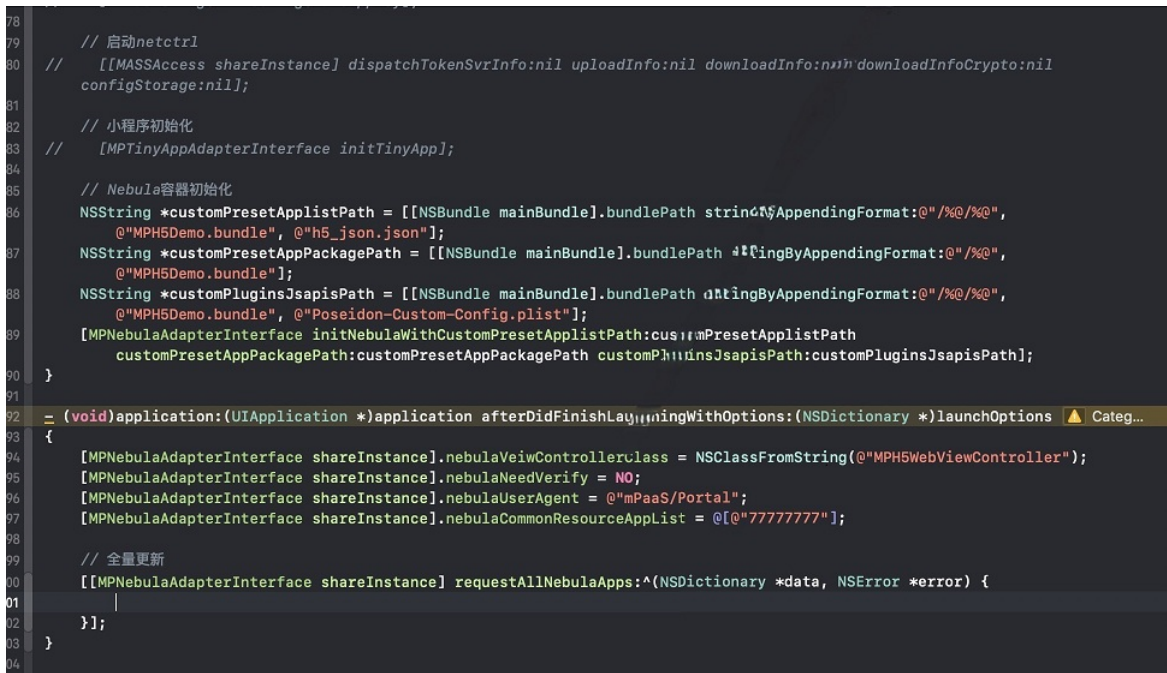 78
79 // 启动netctrl
80 // [[MASSAccess shareInstance] dispatchTokenSvrInfo:nil uploadInfo:nil downloadInfo: downloadInfoCrypto:nil
configStorage:nil];
81
82 // 小程序初始化
83 // [MPTinyAppAdapterInterface initTinyApp];
84
85 // Nebula容器初始化
86 NSString *customPresetApplistPath = [[NSBundle mainBundle].bundlePath AppendingFormat:@"/%@/%@",
@"MPH5Demo.bundle", @"h5_json.json"];
87 NSString *customPresetAppPackagePath = [[NSBundle mainBundle].bundlePath ingByAppendingFormat:@"/%@",
@"MPH5Demo.bundle"];
88 NSString *customPluginsJsapisPath = [[NSBundle mainBundle].bundlePath ingByAppendingFormat:@"/%@/%@",
@"MPH5Demo.bundle", @"Poseidon-Custom-Config.plist"];
89 [MPNebulaAdapterInterface initNebulaWithCustomPresetApplistPath:customPresetApplistPath
customPresetAppPackagePath:customPresetAppPackagePath customPluginsJsapisPath:customPluginsJsapisPath];
90 }
91
92 - (void)application:(UIApplication *)application afterDidFinishLaunchingWithOptions:(NSDictionary *)launchOptions Categ...
93 {
94 [MPNebulaAdapterInterface shareInstance].nebulaVeiwControllerClass = NSClassFromString(@"MPH5WebViewController");
95 [MPNebulaAdapterInterface shareInstance].nebulaNeedVerify = NO;
96 [MPNebulaAdapterInterface shareInstance].nebulaUserAgent = @"mPaaS/Portal";
97 [MPNebulaAdapterInterface shareInstance].nebulaCommonResourceAppList = @[@"77777777"];
98
99 // 全量更新
00 [[MPNebulaAdapterInterface shareInstance] requestAllNebulaApps:^(NSDictionary *data, NSError *error) {
01
02 }];
03 }
04